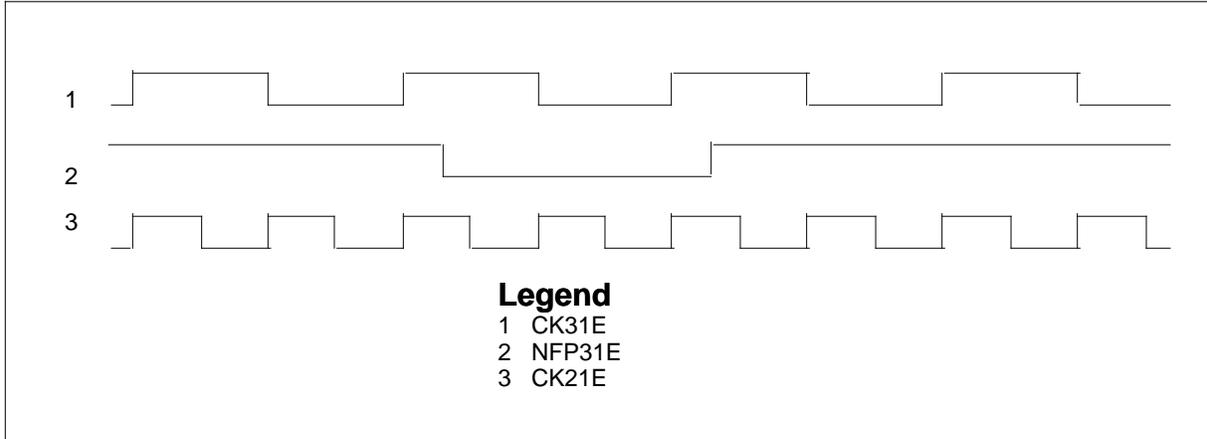 1
2
3
Legend
1 CK31E
2 NFP31E
3 CK21E